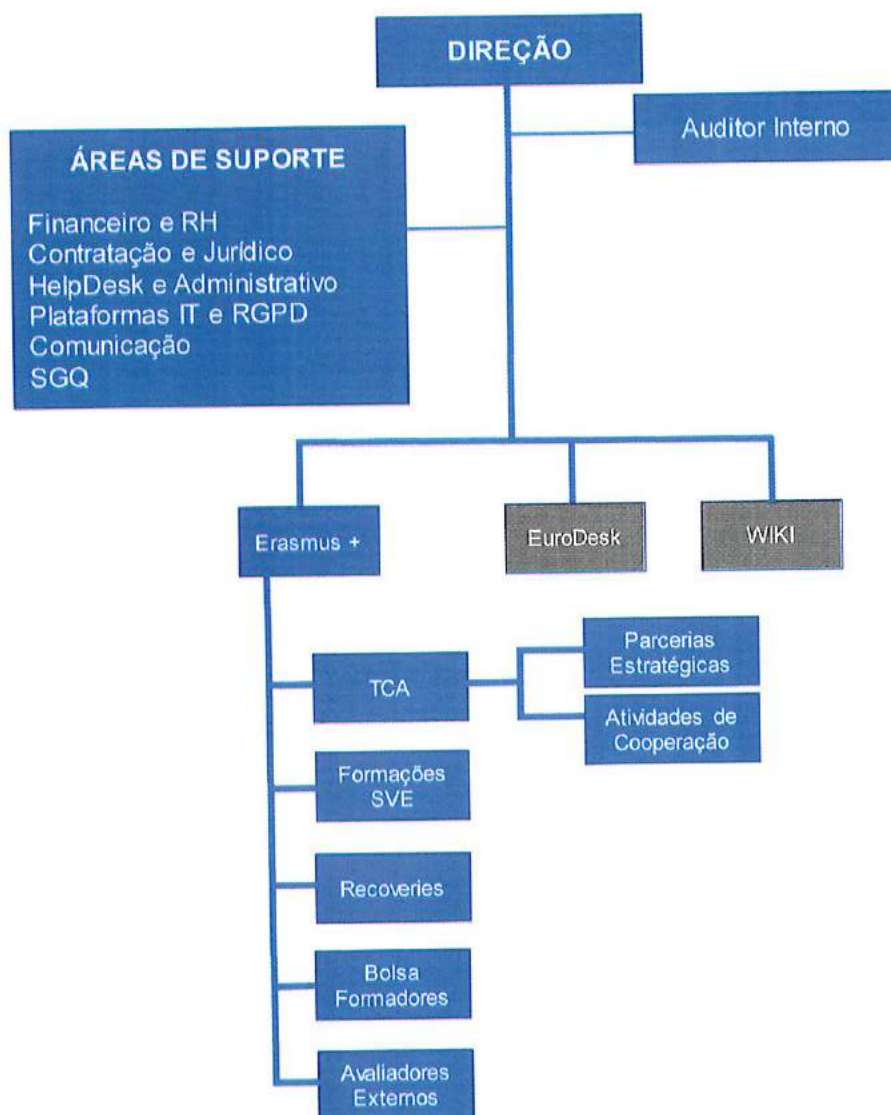 DIREÇÃO
Auditor Interno
ÁREAS DE SUPORTE
Financeiro e RH
Contratação e Jurídico
HelpDesk e Administrativo
Plataformas IT e RGPD
Comunicação
SGQ
Erasmus +
EuroDesk
WIKI
TCA
Parcerias
Estratégicas
Atividades de
Cooperação
Formações
SVE
Recoveries
Bolsa
Formadores
Avaliadores
Externos